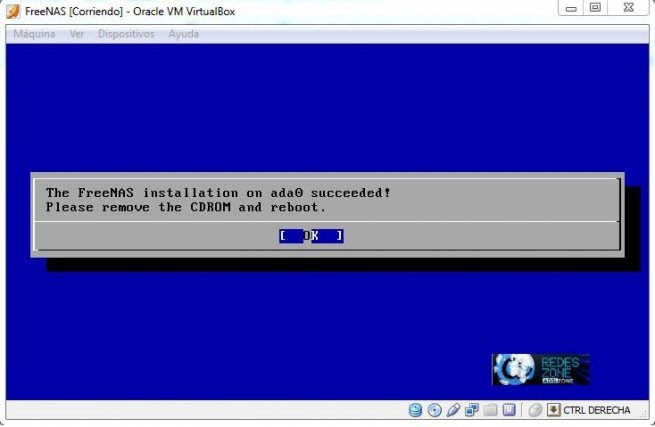 FreeNAS [Corriendo] - Oracle VM VirtualBox
Máquina Ver Dispositivos Ayuda
The FreeNAS installation on ada0 succeeded!
Please remove the CDROM and reboot.
[ OK ]
REDES
ZONE
ADSLZONE
CTRL DERECHA